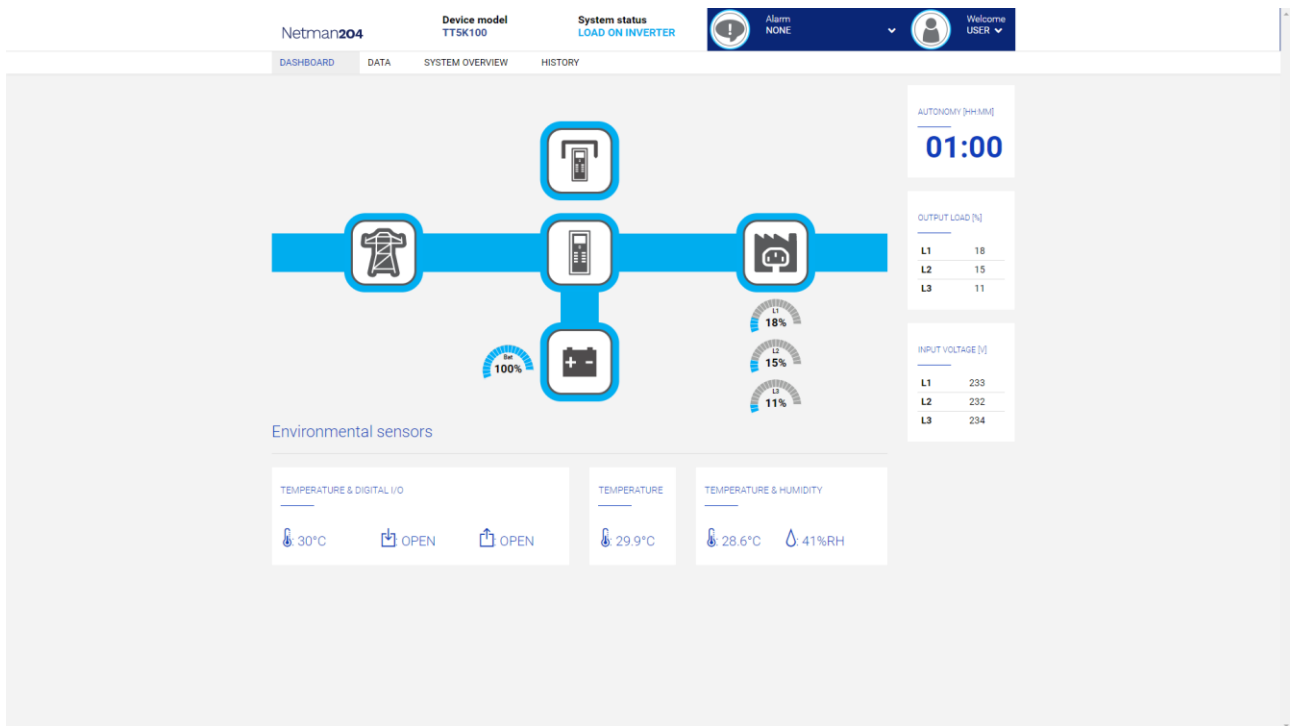 Netman204
Device model
TT5K100
System status
LOAD ON INVERTER
Alarm
NONE
Welcome
USER
DASHBOARD DATA SYSTEM OVERVIEW HISTORY
AUTONOMY [HH:MM]
01:00
OUTPUT LOAD [%]
L1 18
L2 15
L3 11
INPUT VOLTAGE [V]
L1 233
L2 232
L3 234
L1
18%
L2
15%
L3
11%
Bat
100%
Environmental sensors
TEMPERATURE & DIGITAL I/O
: 30°C : OPEN : OPEN
TEMPERATURE
: 29.9°C
TEMPERATURE & HUMIDITY
: 28.6°C : 41%RH